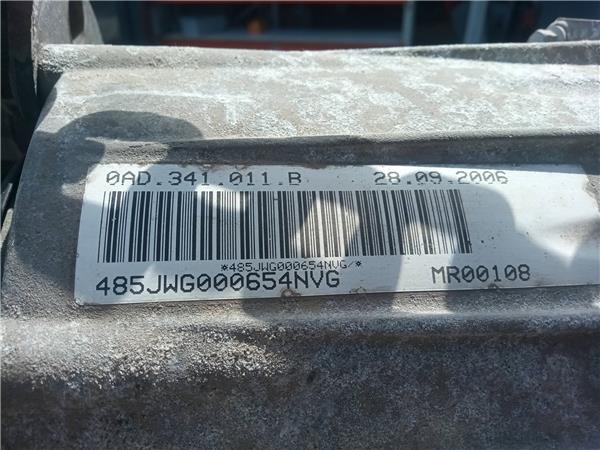 0AD.341.011.B 28.09.2006
*485JWG000654NVG/*
485JWG000654NVG MR00108